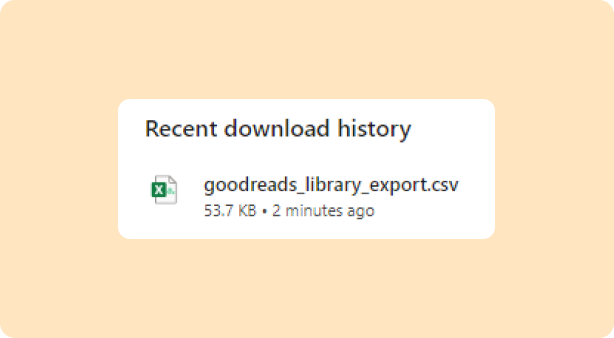 Recent download history
goodreads_library_export.csv
53.7 KB • 2 minutes ago